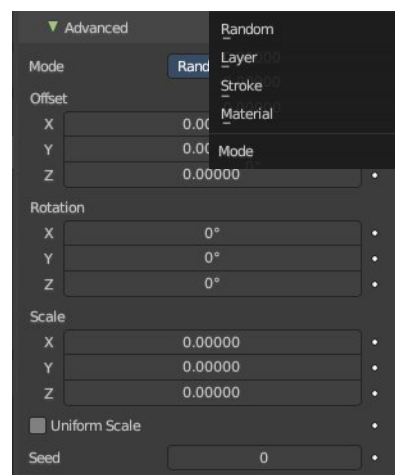 Advanced
Random
Layer
Mode
Rand
Stroke
Offset
Material
X 0.00
Y 0.00
Mode
Z 0.00000
Rotation
X 0°
Y 0°
Z 0°
Scale
X 0.00000
Y 0.00000
Z 0.00000
Uniform Scale
Seed 0